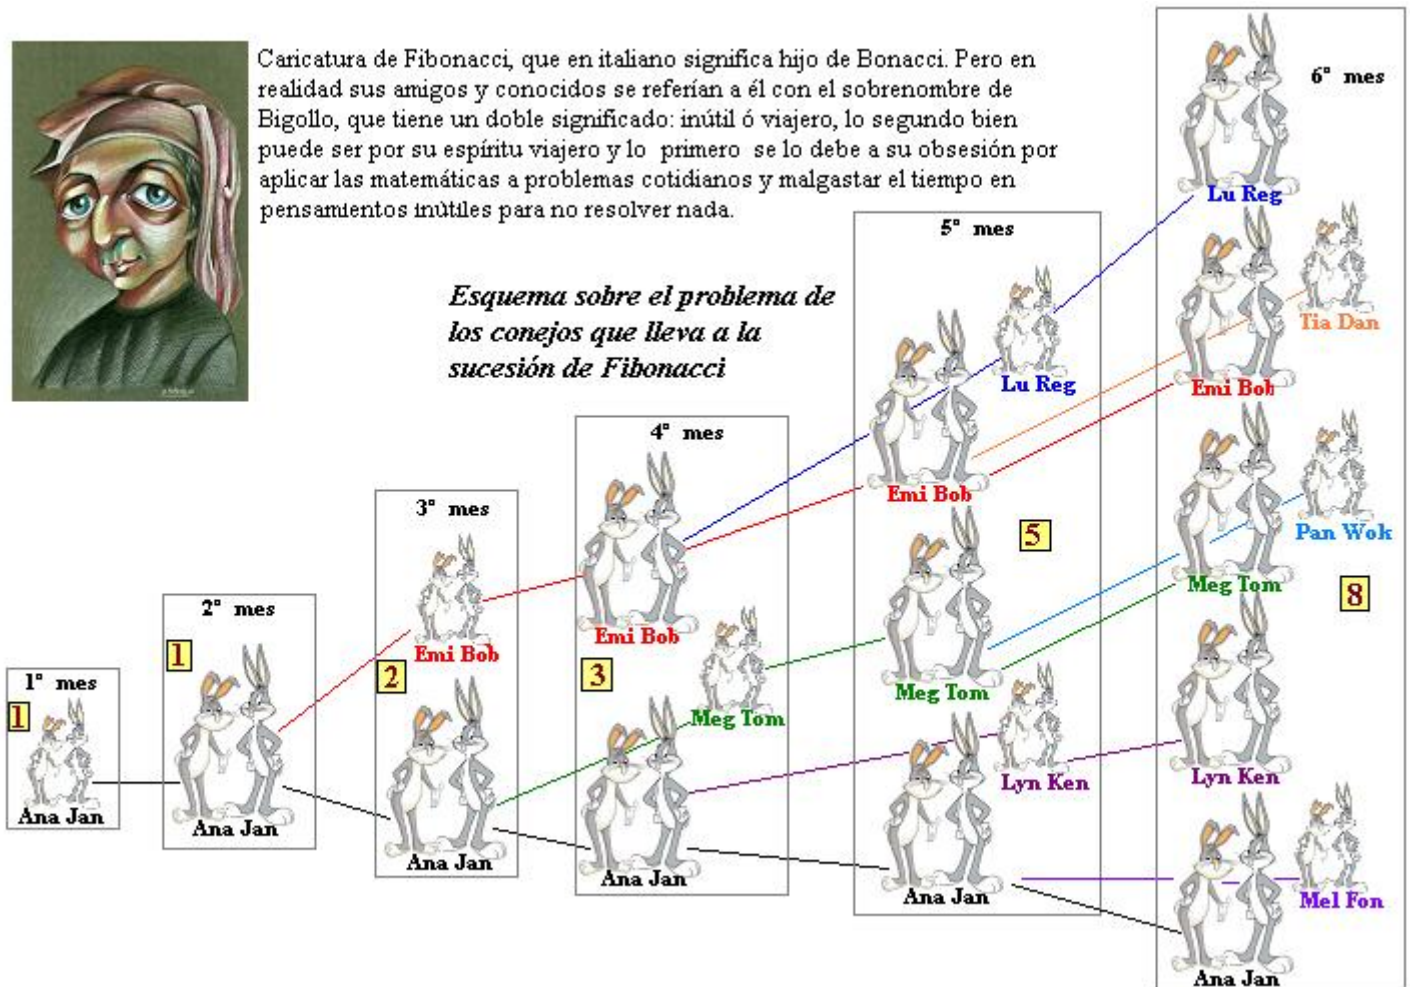 Caricatura de Fibonacci, que en italiano significa hijo de Bonacci. Pero en
realidad sus amigos y conocidos se referían a él con el sobrenombre de
Bigollo, que tiene un doble significado: inútil ó viajero, lo segundo bien
puede ser por su espíritu viajero y lo primero se lo debe a su obsesión por
aplicar las matemáticas a problemas cotidianos y malgastar el tiempo en
pensamientos inútiles para no resolver nada.
Esquema sobre el problema de
los conejos que lleva a la
sucesión de Fibonacci
1º mes
1
Ana Jan
2º mes
1
Ana Jan
3º mes
Emi Bob
2
Ana Jan
4º mes
Emi Bob
3
Meg Tom
Ana Jan
5º mes
Lu Reg
Emi Bob
5
Meg Tom
Lyn Ken
Ana Jan
6º mes
Lu Reg
Tia Dan
Emi Bob
Pan Wok
Meg Tom
8
Lyn Ken
Mel Fon
Ana Jan